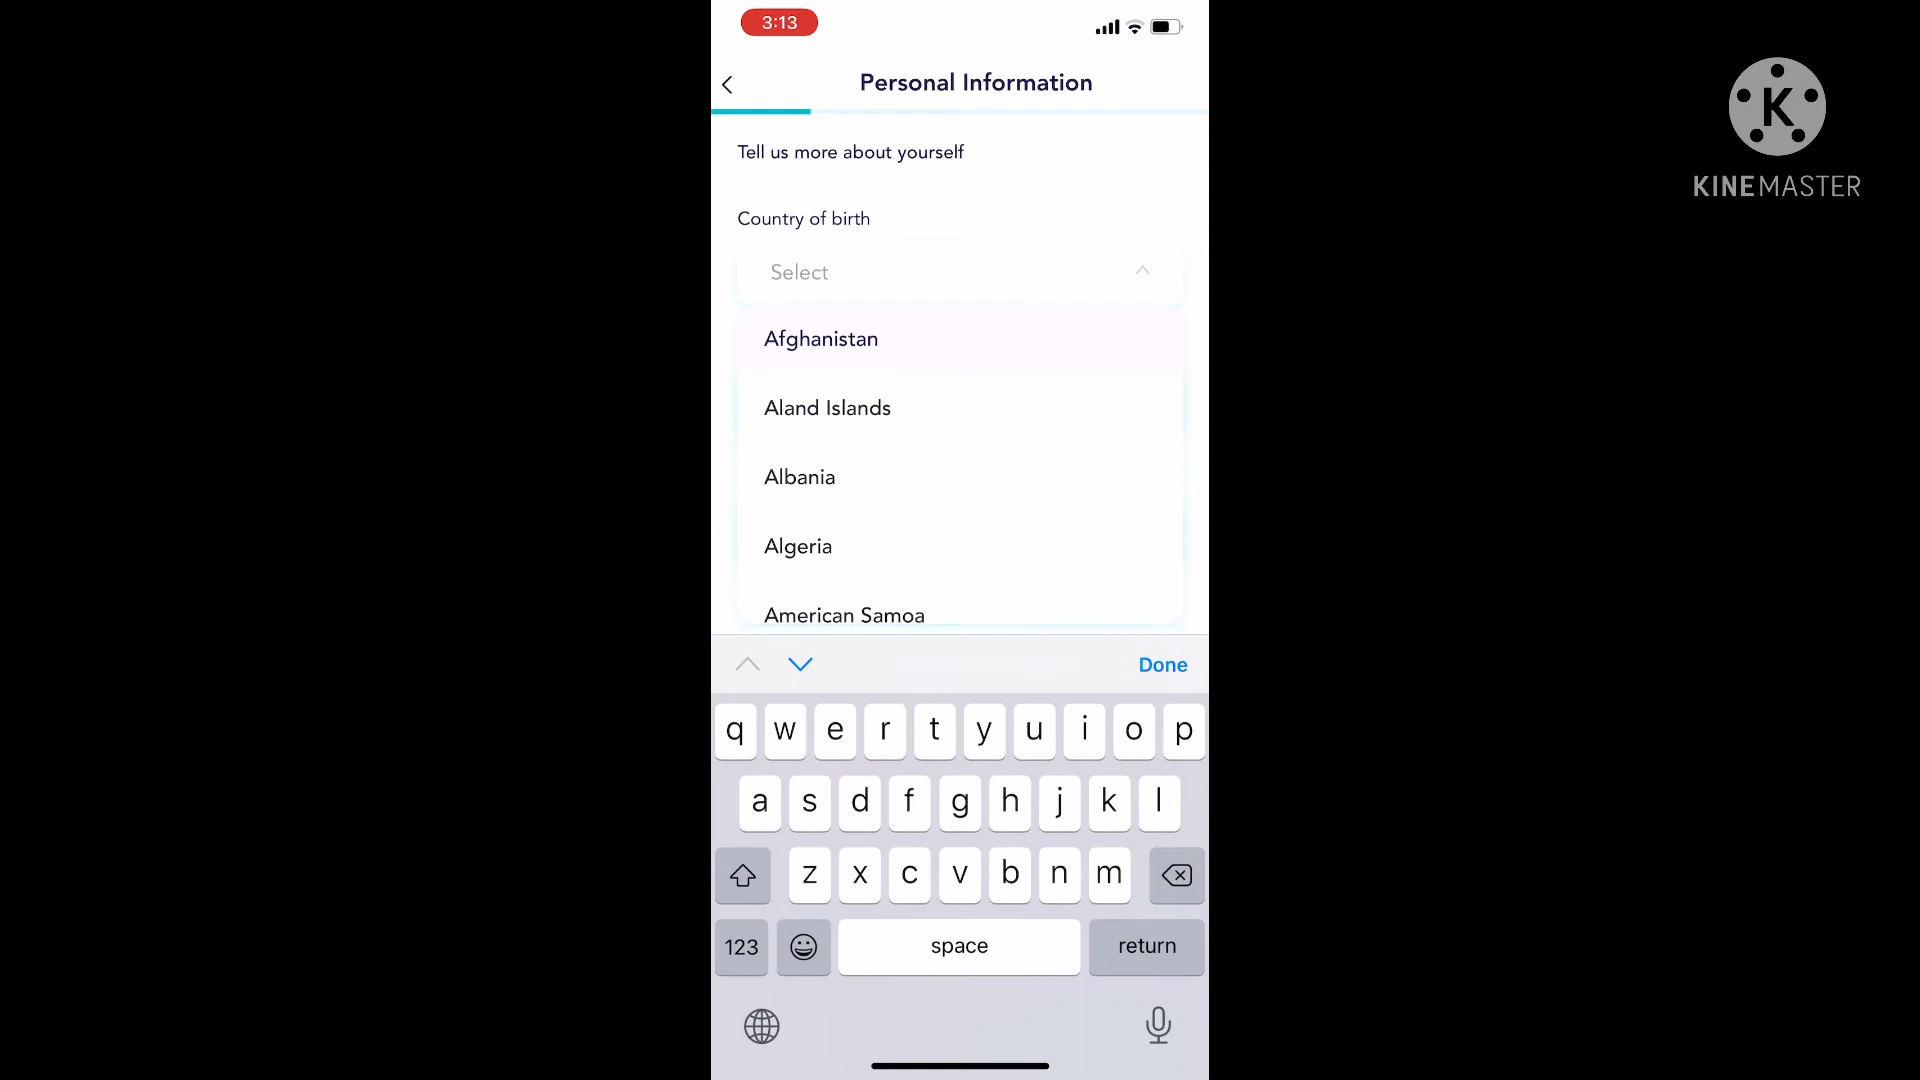 3:13
Personal Information
Tell us more about yourself
Country of birth
Select
Afghanistan
Aland Islands
Albania
Algeria
American Samoa
Done
q w e r t y u i o p
a s d f g h j k l
z x c v b n m
123 space return
K
KINEMASTER